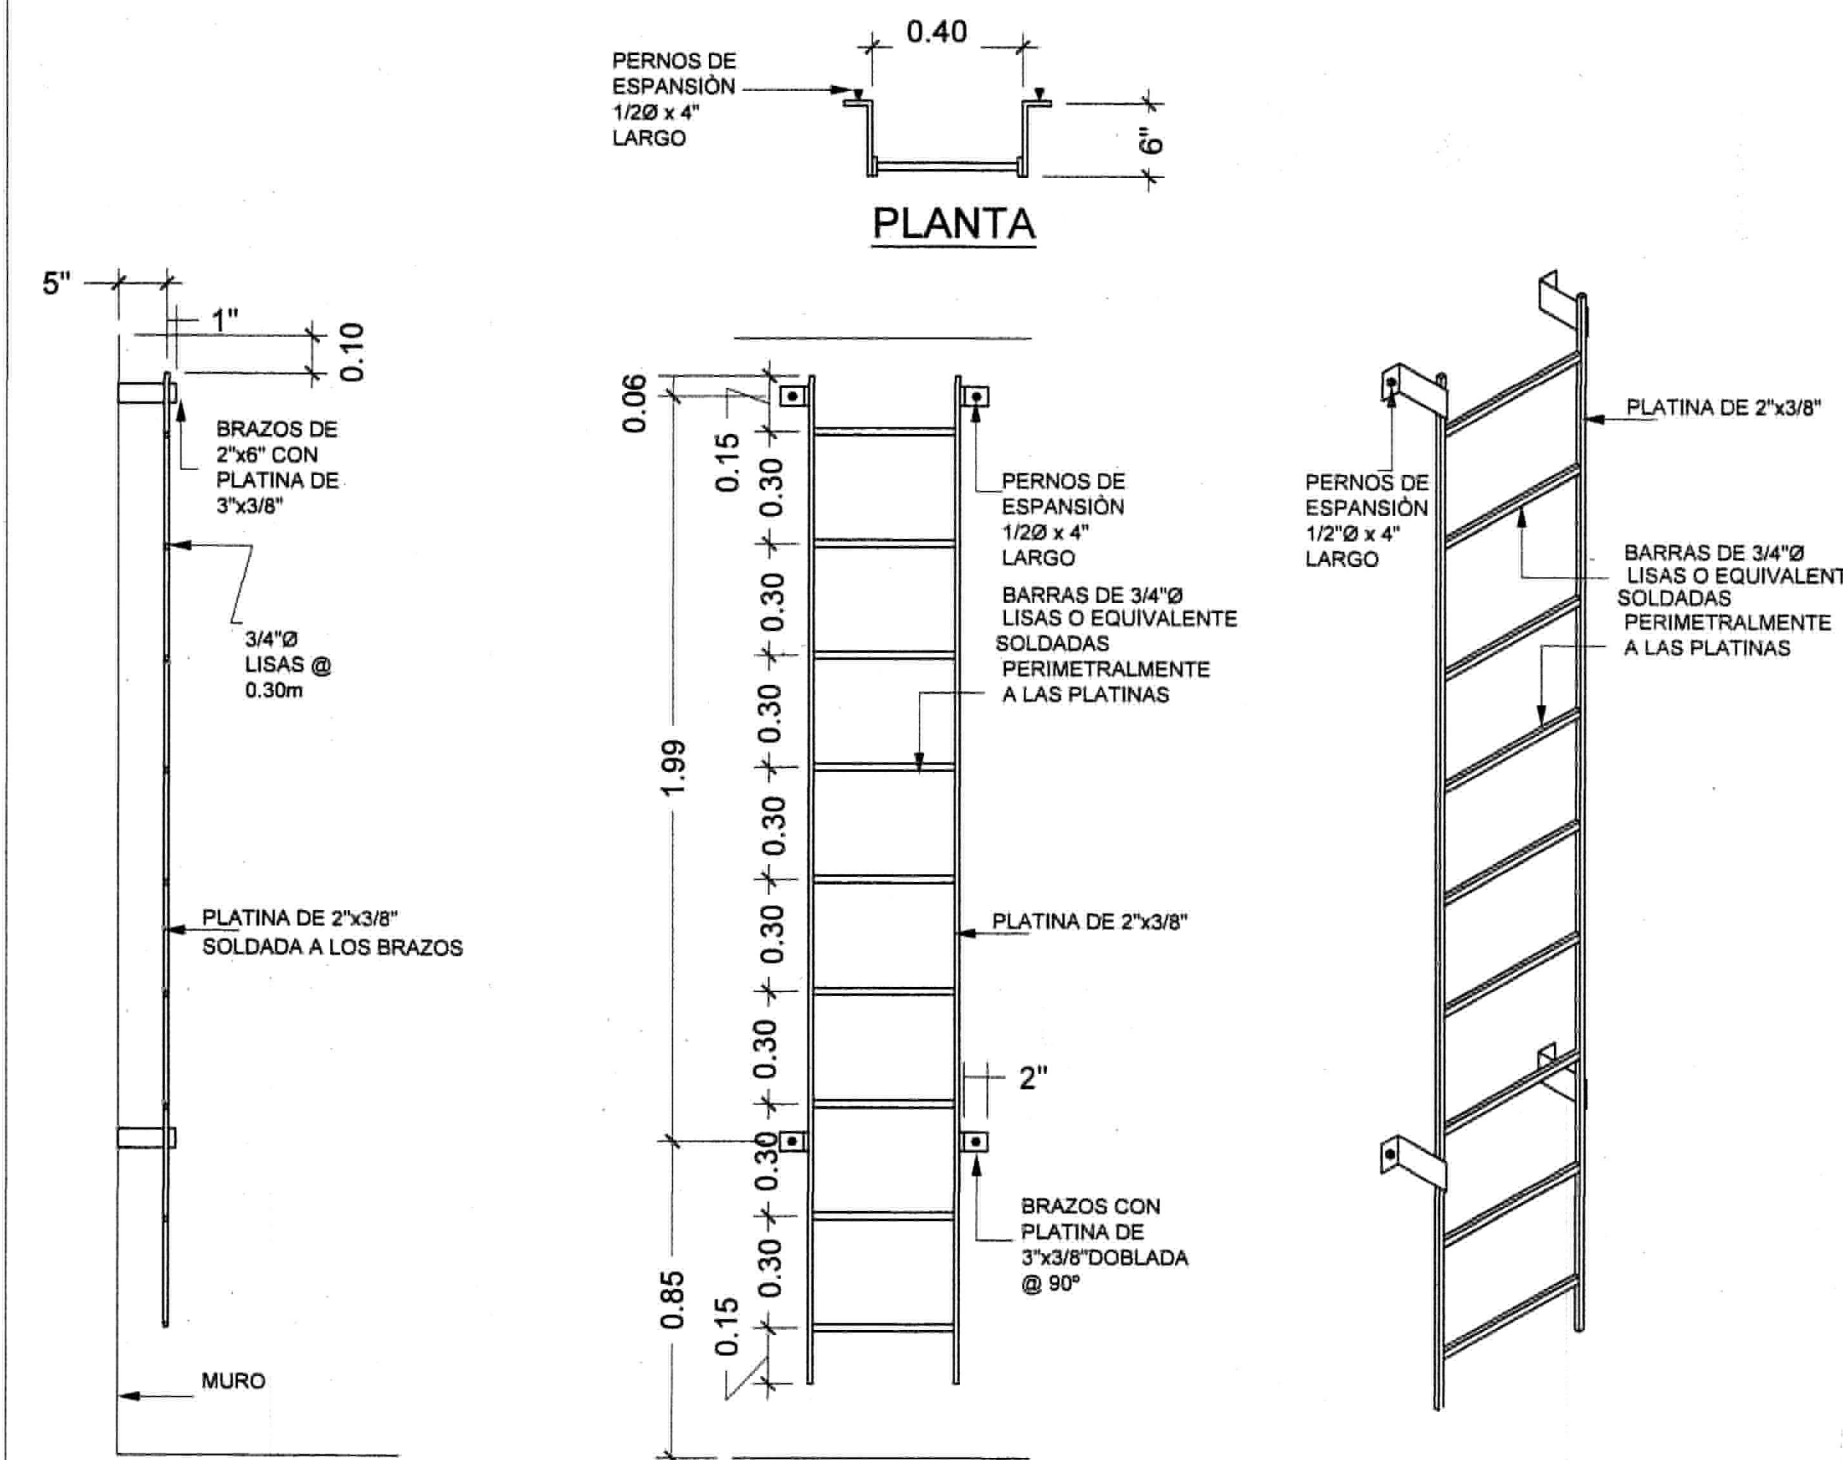 0.40
PERNOS DE
ESPANSIÒN
1/2Ø x 4"
LARGO
6"
PLANTA
5"
1"
0.10
BRAZOS DE
2"x6" CON
PLATINA DE
3"x3/8"
3/4"Ø
LISAS @
0.30m
PLATINA DE 2"x3/8"
SOLDADA A LOS BRAZOS
MURO
0.06
0.15
0.30
0.30
0.30
0.30
0.30
0.30
0.30
0.30
0.15
1.99
0.85
PERNOS DE
ESPANSIÒN
1/2Ø x 4"
LARGO
BARRAS DE 3/4"Ø
LISAS O EQUIVALENTE
SOLDADAS
PERIMETRALMENTE
A LAS PLATINAS
PLATINA DE 2"x3/8"
2"
BRAZOS CON
PLATINA DE
3"x3/8"DOBLADA
@ 90º
PLATINA DE 2"x3/8"
PERNOS DE
ESPANSIÒN
1/2"Ø x 4"
LARGO
BARRAS DE 3/4"Ø
LISAS O EQUIVALENT
SOLDADAS
PERIMETRALMENTE
A LAS PLATINAS